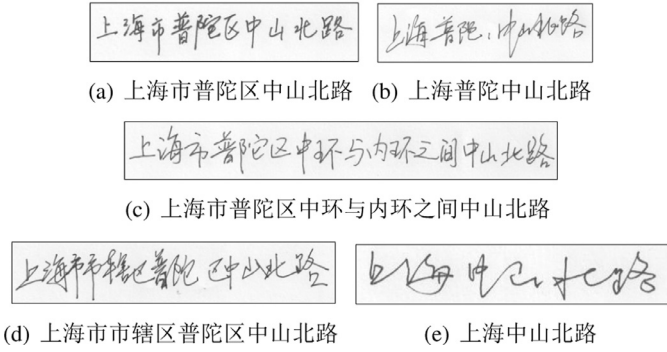 上海市普陀区中山北路
上海普陀中山北路
(a) 上海市普陀区中山北路
(b) 上海普陀中山北路
上海市普陀区中环与内环之间中山北路
(c) 上海市普陀区中环与内环之间中山北路
上海市市辖区普陀区中山北路
上海中山北路
(d) 上海市市辖区普陀区中山北路
(e) 上海中山北路